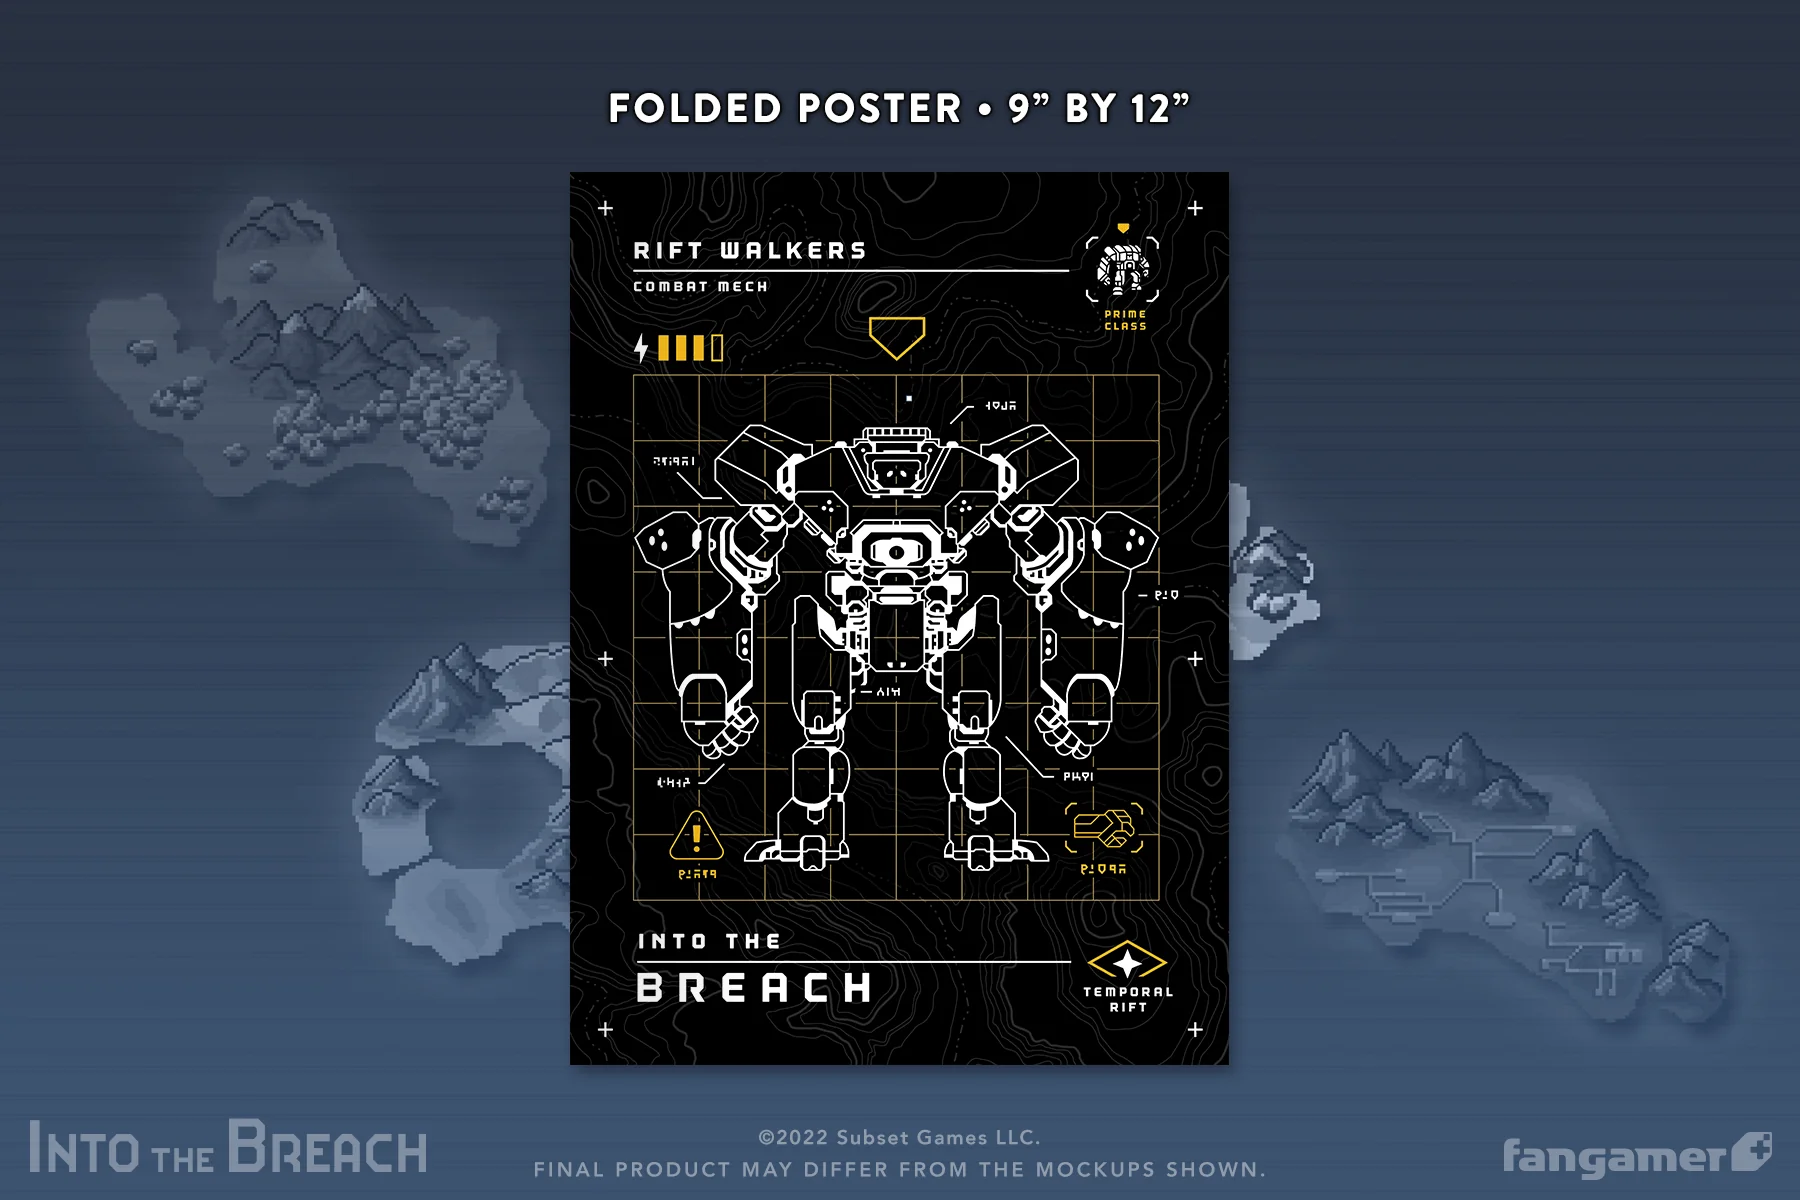 FOLDED POSTER • 9” BY 12”
RIFT WALKERS
COMBAT MECH
PRIME
CLASS
INTO THE
BREACH
TEMPORAL
RIFT
INTO THE BREACH
©2022 Subset Games LLC.
FINAL PRODUCT MAY DIFFER FROM THE MOCKUPS SHOWN.
fangamer